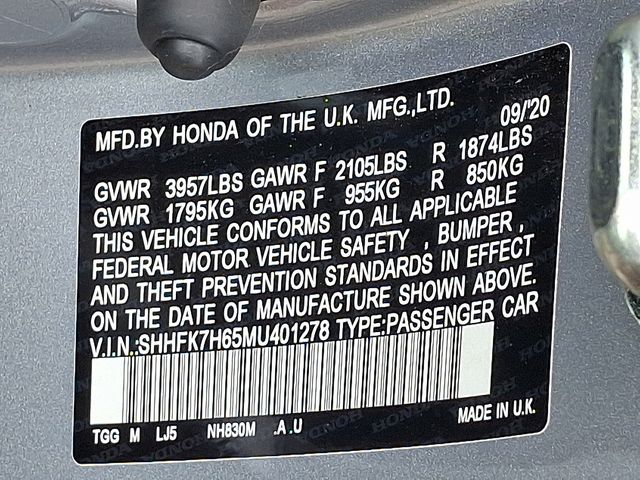 MFD.BY HONDA OF THE U.K. MFG.,LTD. 09/'20
GVWR 3957LBS GAWR F 2105LBS R 1874LBS
GVWR 1795KG GAWR F 955KG R 850KG
THIS VEHICLE CONFORMS TO ALL APPLICABLE
FEDERAL MOTOR VEHICLE SAFETY , BUMPER ,
AND THEFT PREVENTION STANDARDS IN EFFECT
ON THE DATE OF MANUFACTURE SHOWN ABOVE.
V.I.N.:SHHFK7H65MU401278 TYPE:PASSENGER CAR
TGG M LJ5 NH830M .A .U MADE IN U.K.